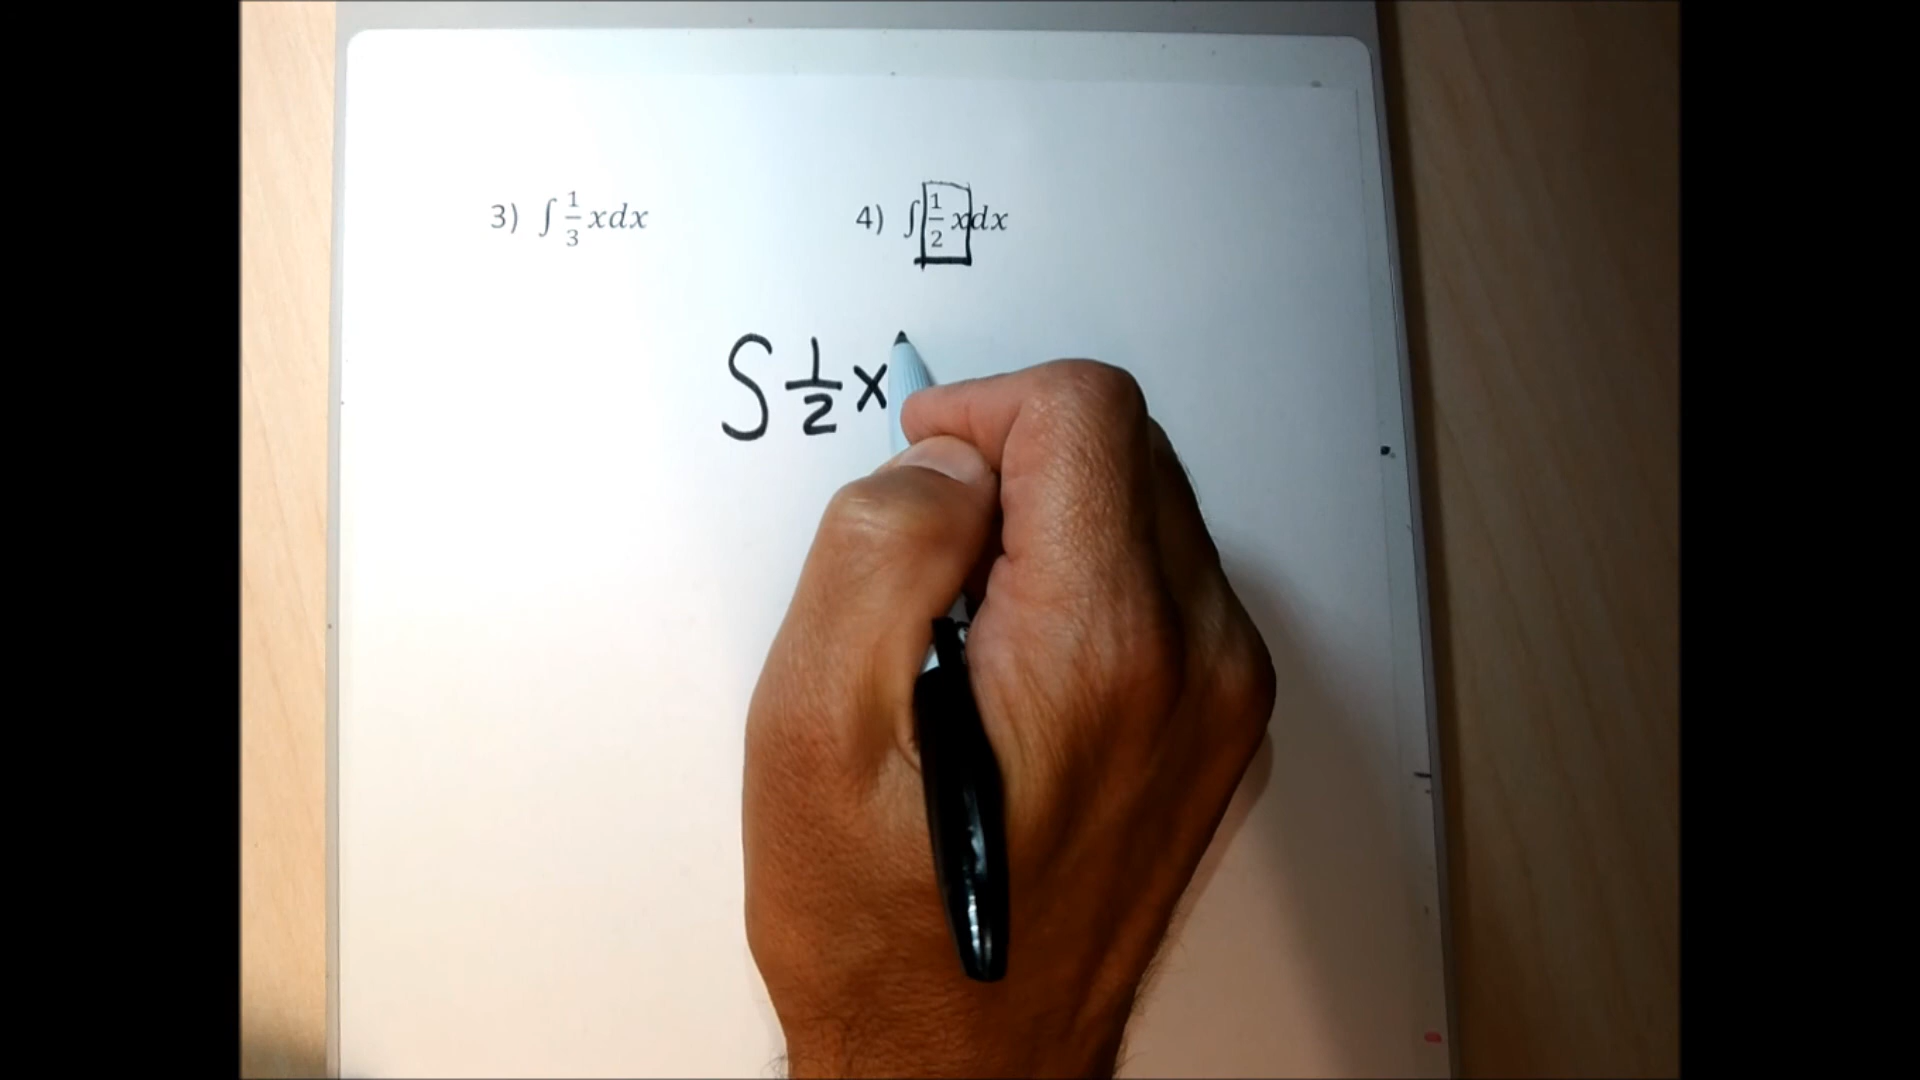 3) ∫ 1/3 xdx
4) ∫ 1/2 xdx
∫ 1/2 x